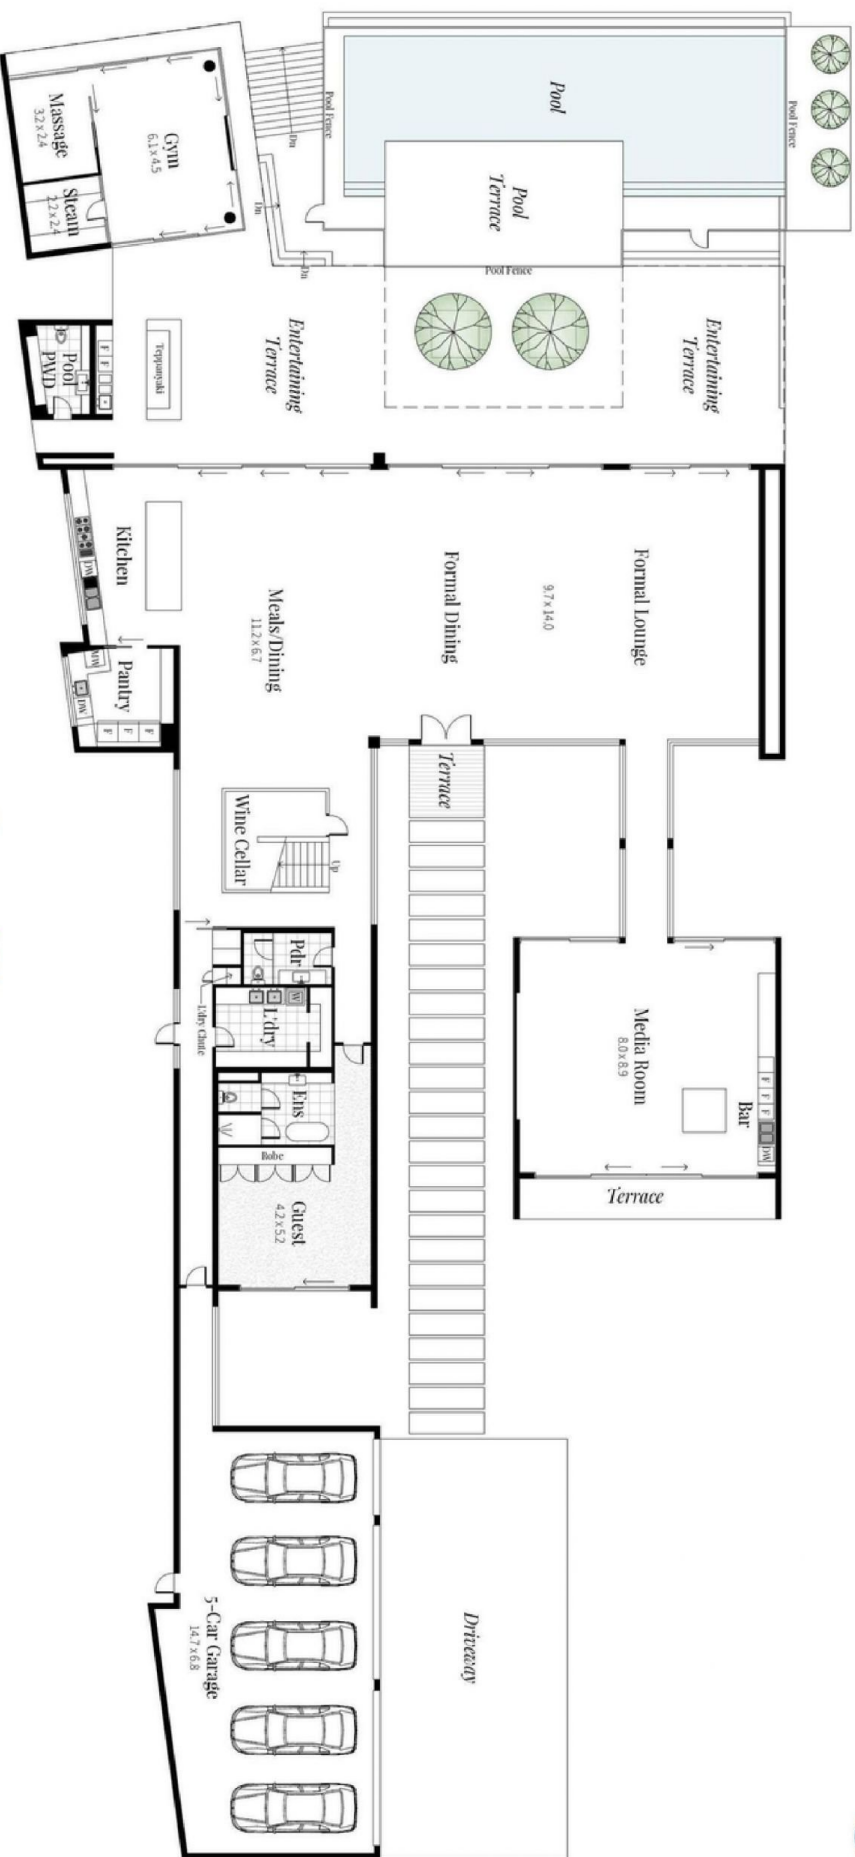 Pool
Pool Fence
Pool Fence
Pool
Terrace
Pool Fence
Massage
3.2 x 2.4
Gym
6.1 x 4.5
Steam
2.2 x 2.4
Dn
Dn
Dn
Entertaining
Terrace
Entertaining
Terrace
Teppanyaki
Pool
PWD
F
F
Kitchen
DW
Meals/Dining
11.2 x 6.7
Formal Dining
9.7 x 14.0
Formal Lounge
Pantry
MW
DW
F
F
F
Terrace
Wine Cellar
Up
Pdr
L'dry Chute
L'dry
W
Ens
Robe
Guest
4.2 x 5.2
Media Room
8.0 x 8.9
Bar
F
F
F
DW
Terrace
5-Car Garage
14.7 x 6.8
Driveway